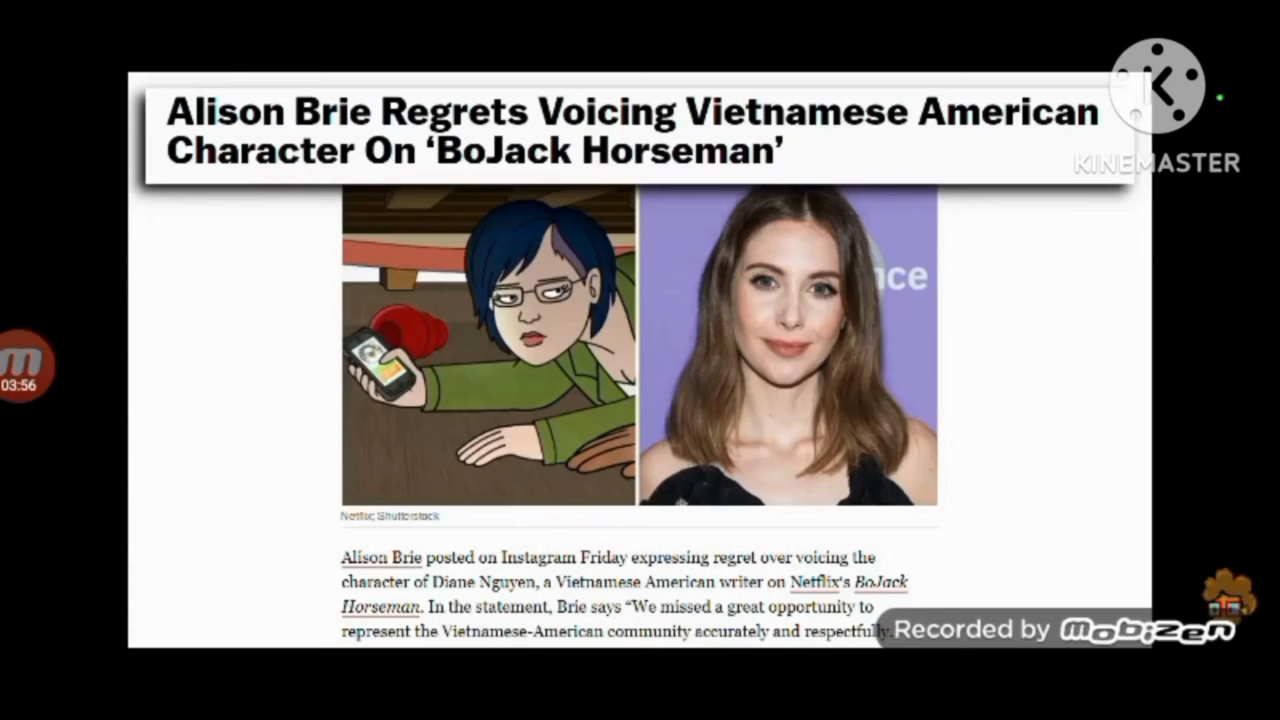 Alison Brie Regrets Voicing Vietnamese American
Character On ‘BoJack Horseman’
KINEMASTER
nce
03:56
Netflix; Shutterstock
Alison Brie posted on Instagram Friday expressing regret over voicing the
character of Diane Nguyen, a Vietnamese American writer on Netflix's BoJack
Horseman. In the statement, Brie says “We missed a great opportunity to
represent the Vietnamese-American community accurately and respectfully.
Recorded by mobizen